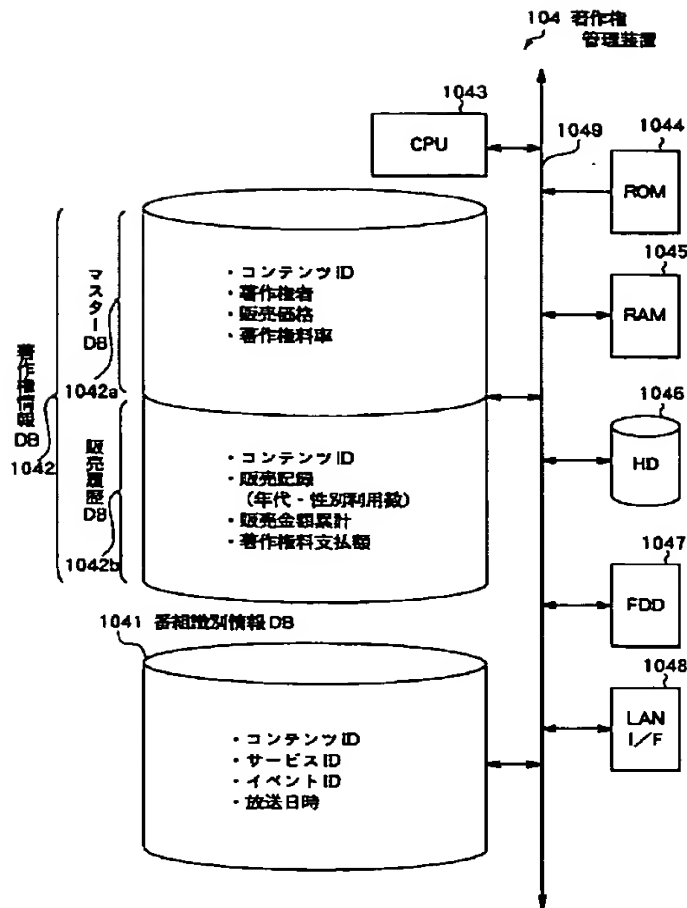 104 著作権
管理装置
1043
CPU
1049
1044
ROM
1045
RAM
1046
HD
1047
FDD
1048
LAN
I/F
著作権情報DB
1042
マスターDB
1042a
・コンテンツID
・著作権者
・販売価格
・著作権料率
販売履歴DB
1042b
・コンテンツID
・販売記録
（年代・性別利用数）
・販売金額累計
・著作権料支払額
1041 番組識別情報DB
・コンテンツID
・サービスID
・イベントID
・放送日時